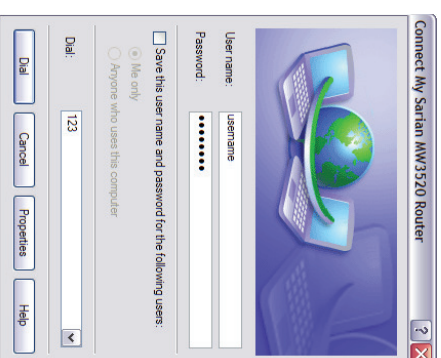 Connect My Sarian MW3520 Router
User name: username
Password: ••••••••
Save this user name and password for the following users:
Me only
Anyone who uses this computer
Dial: 123
Dial Cancel Properties Help